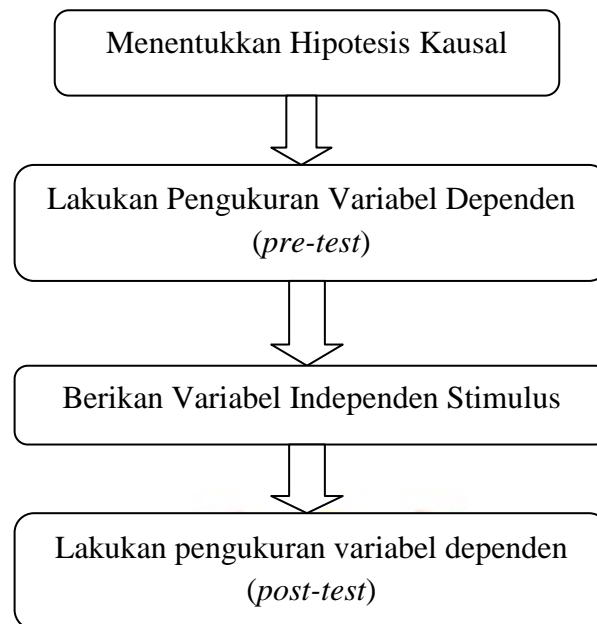 Menentukkan Hipotesis Kausal
Lakukan Pengukuran Variabel Dependen
(pre-test)
Berikan Variabel Independen Stimulus
Lakukan pengukuran variabel dependen
(post-test)